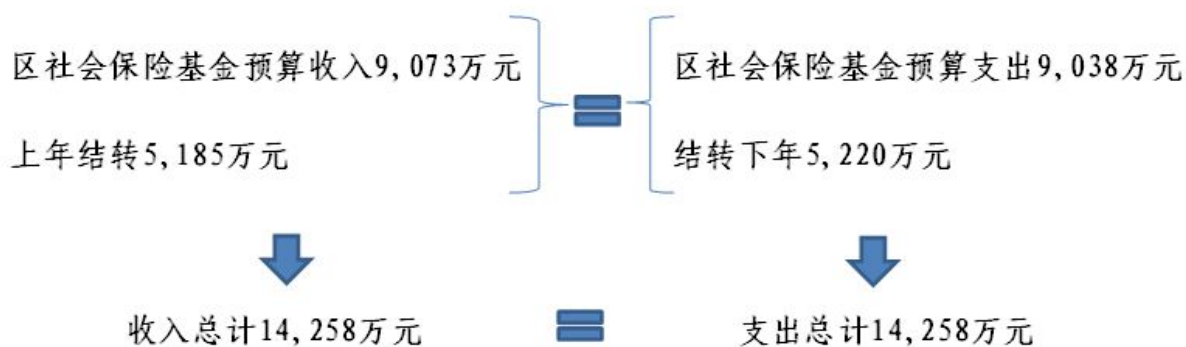 区社会保险基金预算收入9,073万元
上年结转5,185万元
区社会保险基金预算支出9,038万元
结转下年5,220万元
收入总计14,258万元
支出总计14,258万元